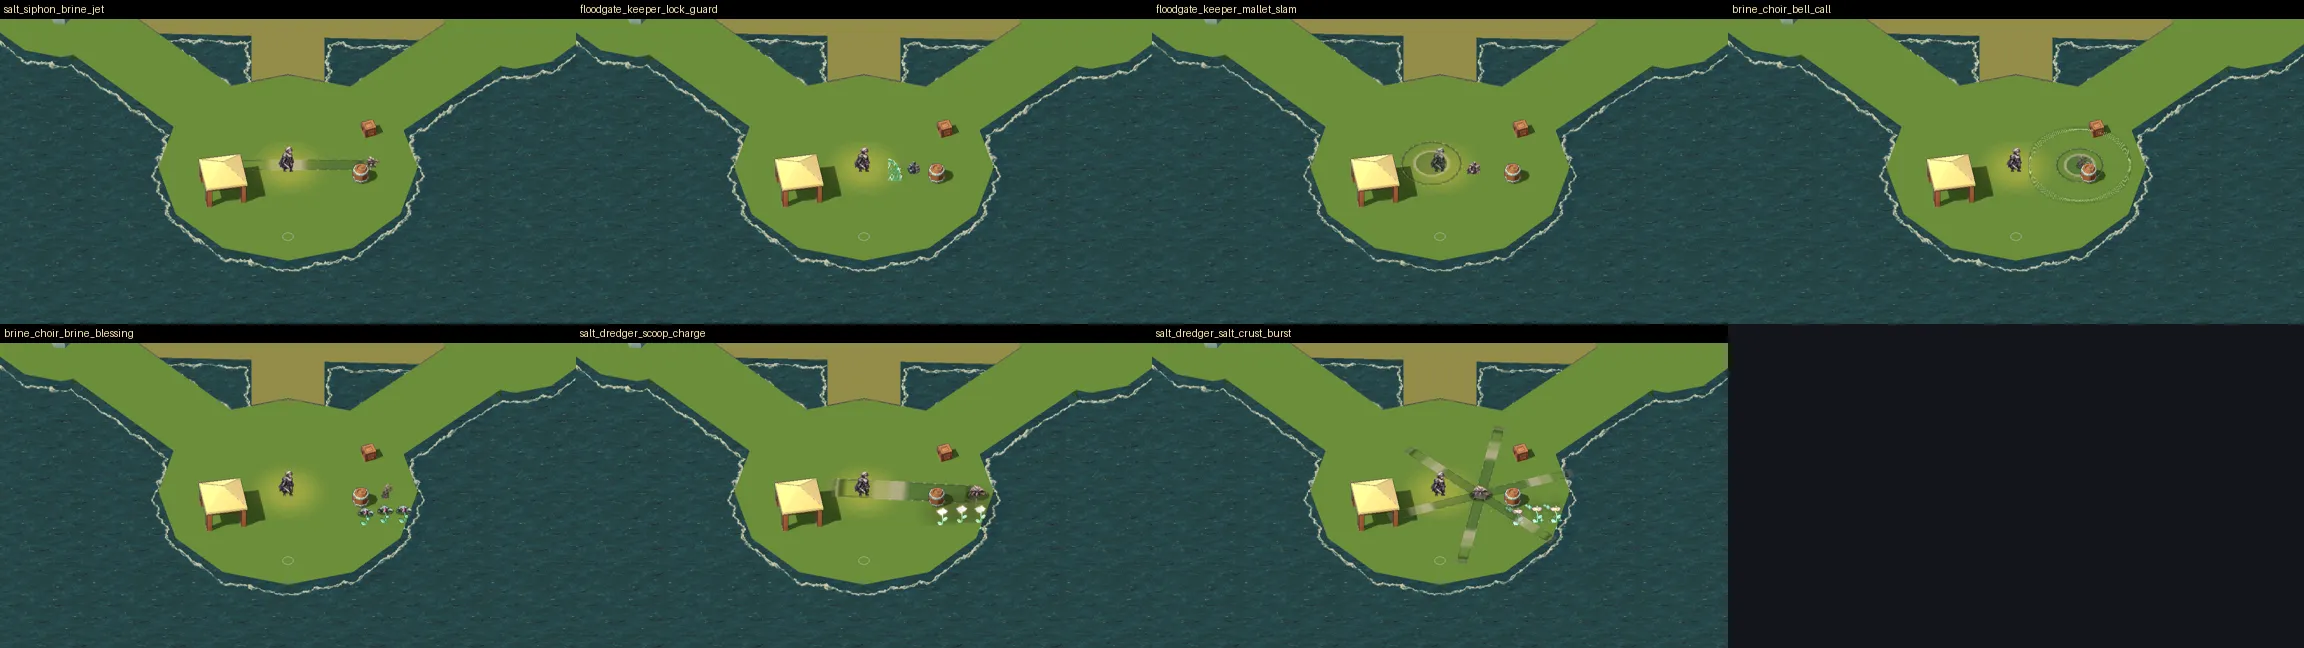 salt_siphon_brine_jet
floodgate_keeper_lock_guard
floodgate_keeper_mallet_slam
brine_choir_bell_call
brine_choir_brine_blessing
salt_dredger_scoop_charge
salt_dredger_salt_crust_burst